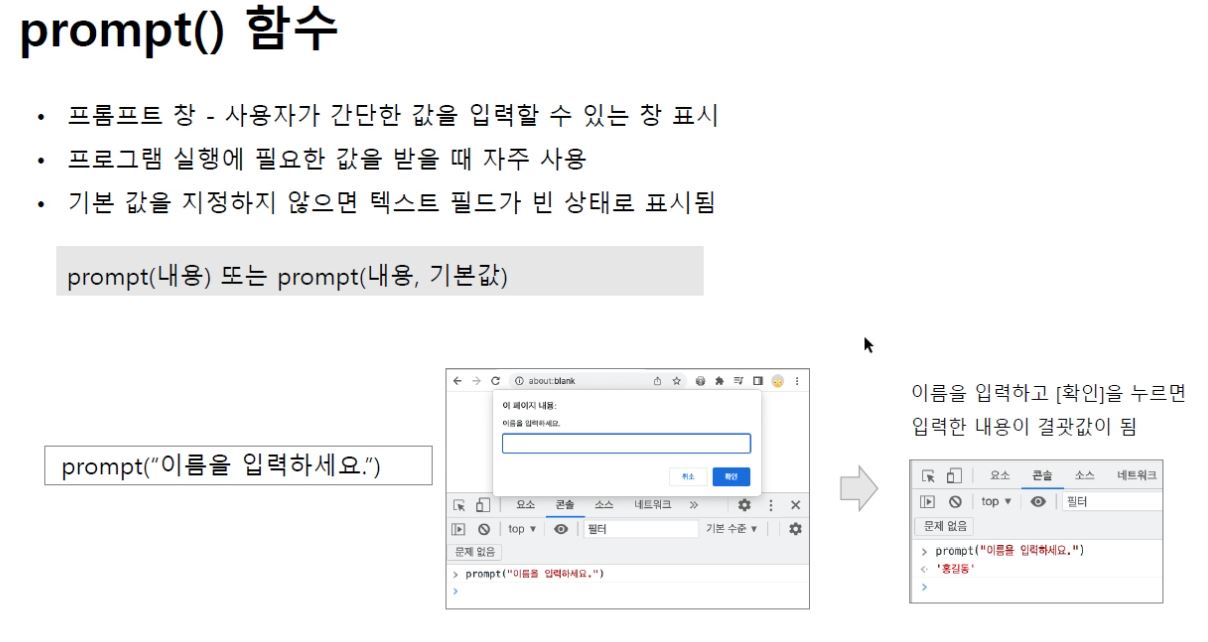 prompt() 함수
• 프롬프트 창 - 사용자가 간단한 값을 입력할 수 있는 창 표시
• 프로그램 실행에 필요한 값을 받을 때 자주 사용
• 기본 값을 지정하지 않으면 텍스트 필드가 빈 상태로 표시됨
prompt(내용) 또는 prompt(내용, 기본값)
prompt(“이름을 입력하세요.”)
about:blank
이 페이지 내용:
이름을 입력하세요.
취소 확인
요소 콘솔 소스 네트워크 »
top ▼ 필터 기본 수준 ▼
문제 없음
> prompt("이름을 입력하세요.")
>
이름을 입력하고 [확인]을 누르면
입력한 내용이 결괏값이 됨
요소 콘솔 소스 네트워크
top ▼ 필터
문제 없음
> prompt("이름을 입력하세요.")
<· '홍길동'
>